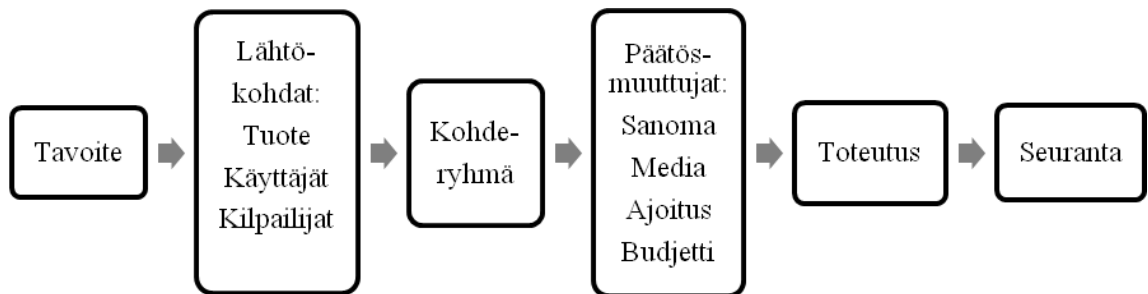 Tavoite
Lähtö-
kohdat:
Tuote
Käyttäjät
Kilpailijat
Kohde-
ryhmä
Päätös-
muuttujat:
Sanoma
Media
Ajoitus
Budjetti
Toteutus
Seuranta